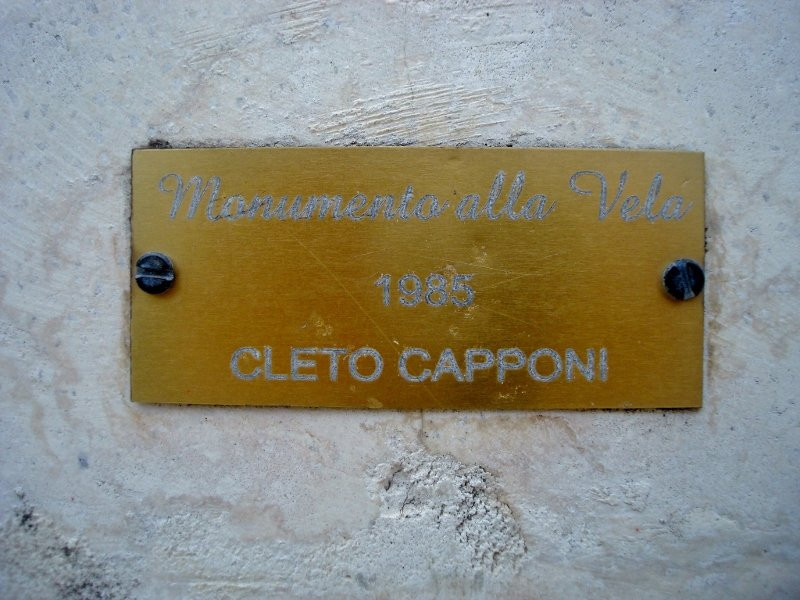 Monumento alla Vela
1985
CLETO CAPPONI